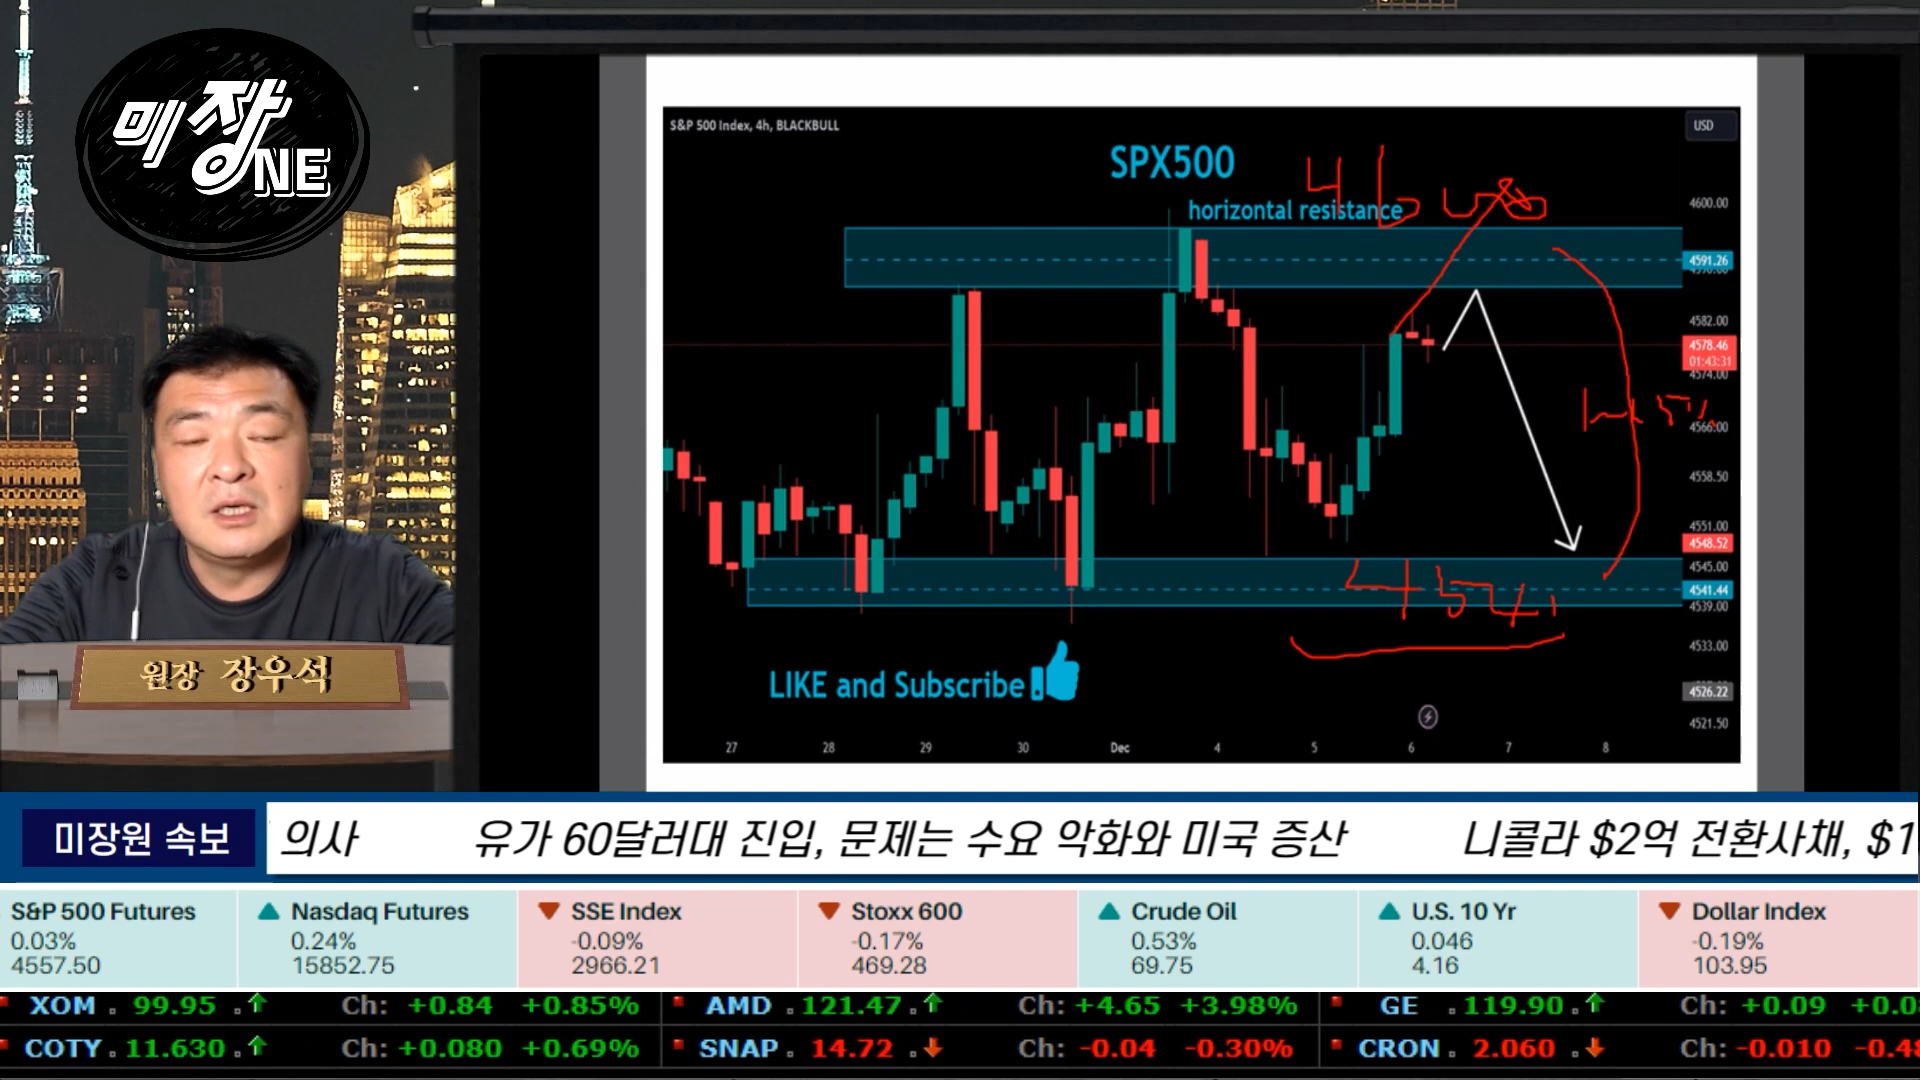 미장NE
S&P 500 Index, 4h, BLACKBULL
USD
SPX500
horizontal resistance
4600.00
4591.26
4582.00
4578.46
01:43:31
4574.00
4566.00
4558.50
4551.00
4548.52
4545.00
4541.44
4539.00
4533.00
4526.22
4521.50
LIKE and Subscribe
27 28 29 30 Dec 4 5 6 7 8
원장 장우석
미장원 속보
의사 유가 60달러대 진입, 문제는 수요 악화와 미국 증산 니콜라 $2억 전환사채, $1
S&P 500 Futures Nasdaq Futures SSE Index Stoxx 600 Crude Oil U.S. 10 Yr Dollar Index
0.03% 0.24% -0.09% -0.17% 0.53% 0.046 -0.19%
4557.50 15852.75 2966.21 469.28 69.75 4.16 103.95
XOM 99.95 Ch: +0.84 +0.85% AMD 121.47 Ch: +4.65 +3.98% GE 119.90 Ch: +0.09
COTY 11.630 Ch: +0.080 +0.69% SNAP 14.72 Ch: -0.04 -0.30% CRON 2.060 Ch: -0.010